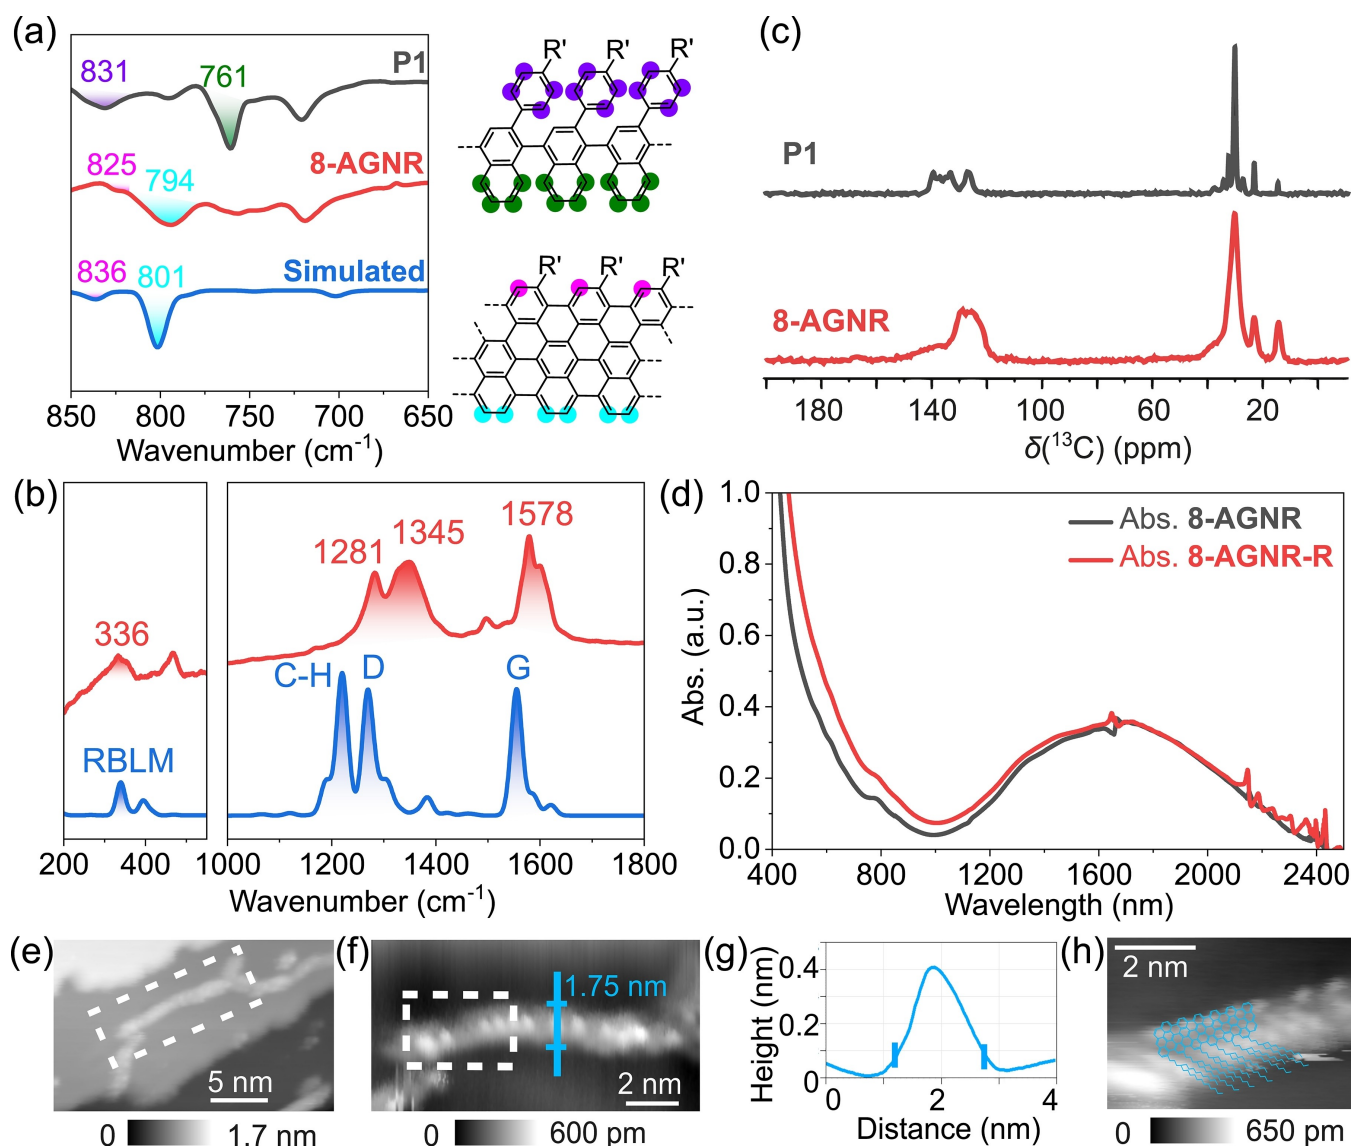 (a)
P1
831
761
825
794
8-AGNR
836
801
Simulated
850
800
750
700
650
Wavenumber (cm⁻¹)
R'
R'
R'
R'
R'
R'
(c)
P1
8-AGNR
180
140
100
60
20
δ(¹³C) (ppm)
(b)
336
RBLM
1281
1345
1578
C-H
D
G
200
400
1000
1200
1400
1600
1800
Wavenumber (cm⁻¹)
(d)
Abs. 8-AGNR
Abs. 8-AGNR-R
1.0
0.8
0.6
0.4
0.2
0.0
Abs. (a.u.)
400
800
1200
1600
2000
2400
Wavelength (nm)
(e)
5 nm
0
1.7 nm
(f)
1.75 nm
2 nm
0
600 pm
(g)
Height (nm)
0.4
0.2
0
0
2
4
Distance (nm)
(h)
2 nm
0
650 pm